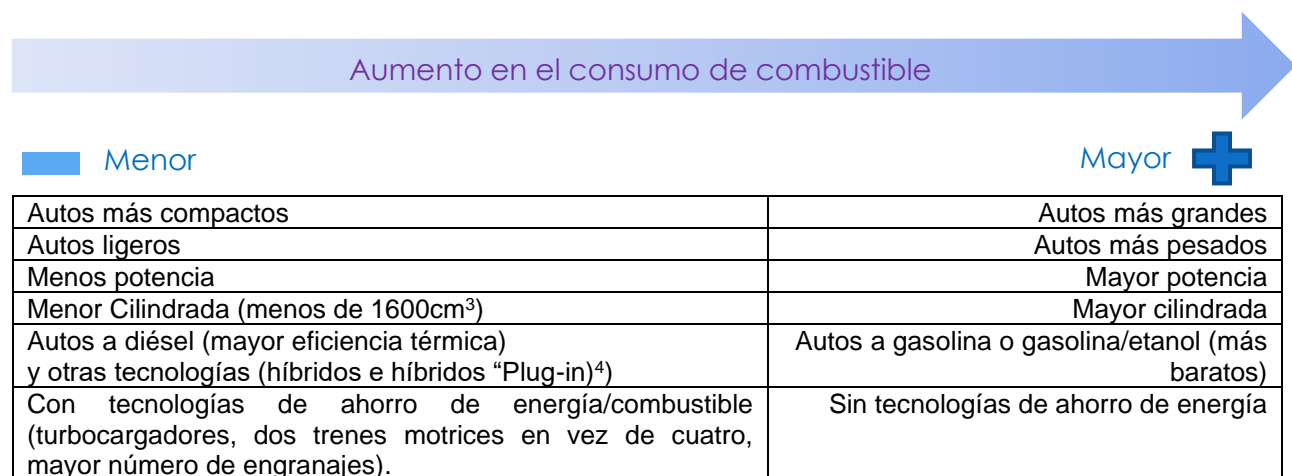 Aumento en el consumo de combustible
Menor
Mayor
Autos más compactos
Autos más grandes
Autos ligeros
Autos más pesados
Menos potencia
Mayor potencia
Menor Cilindrada (menos de 1600cm³)
Mayor cilindrada
Autos a diésel (mayor eficiencia térmica)
y otras tecnologías (híbridos e híbridos “Plug-in)⁴)
Autos a gasolina o gasolina/etanol (más
baratos)
Con tecnologías de ahorro de energía/combustible
(turbocargadores, dos trenes motrices en vez de cuatro,
mayor número de engranajes).
Sin tecnologías de ahorro de energía